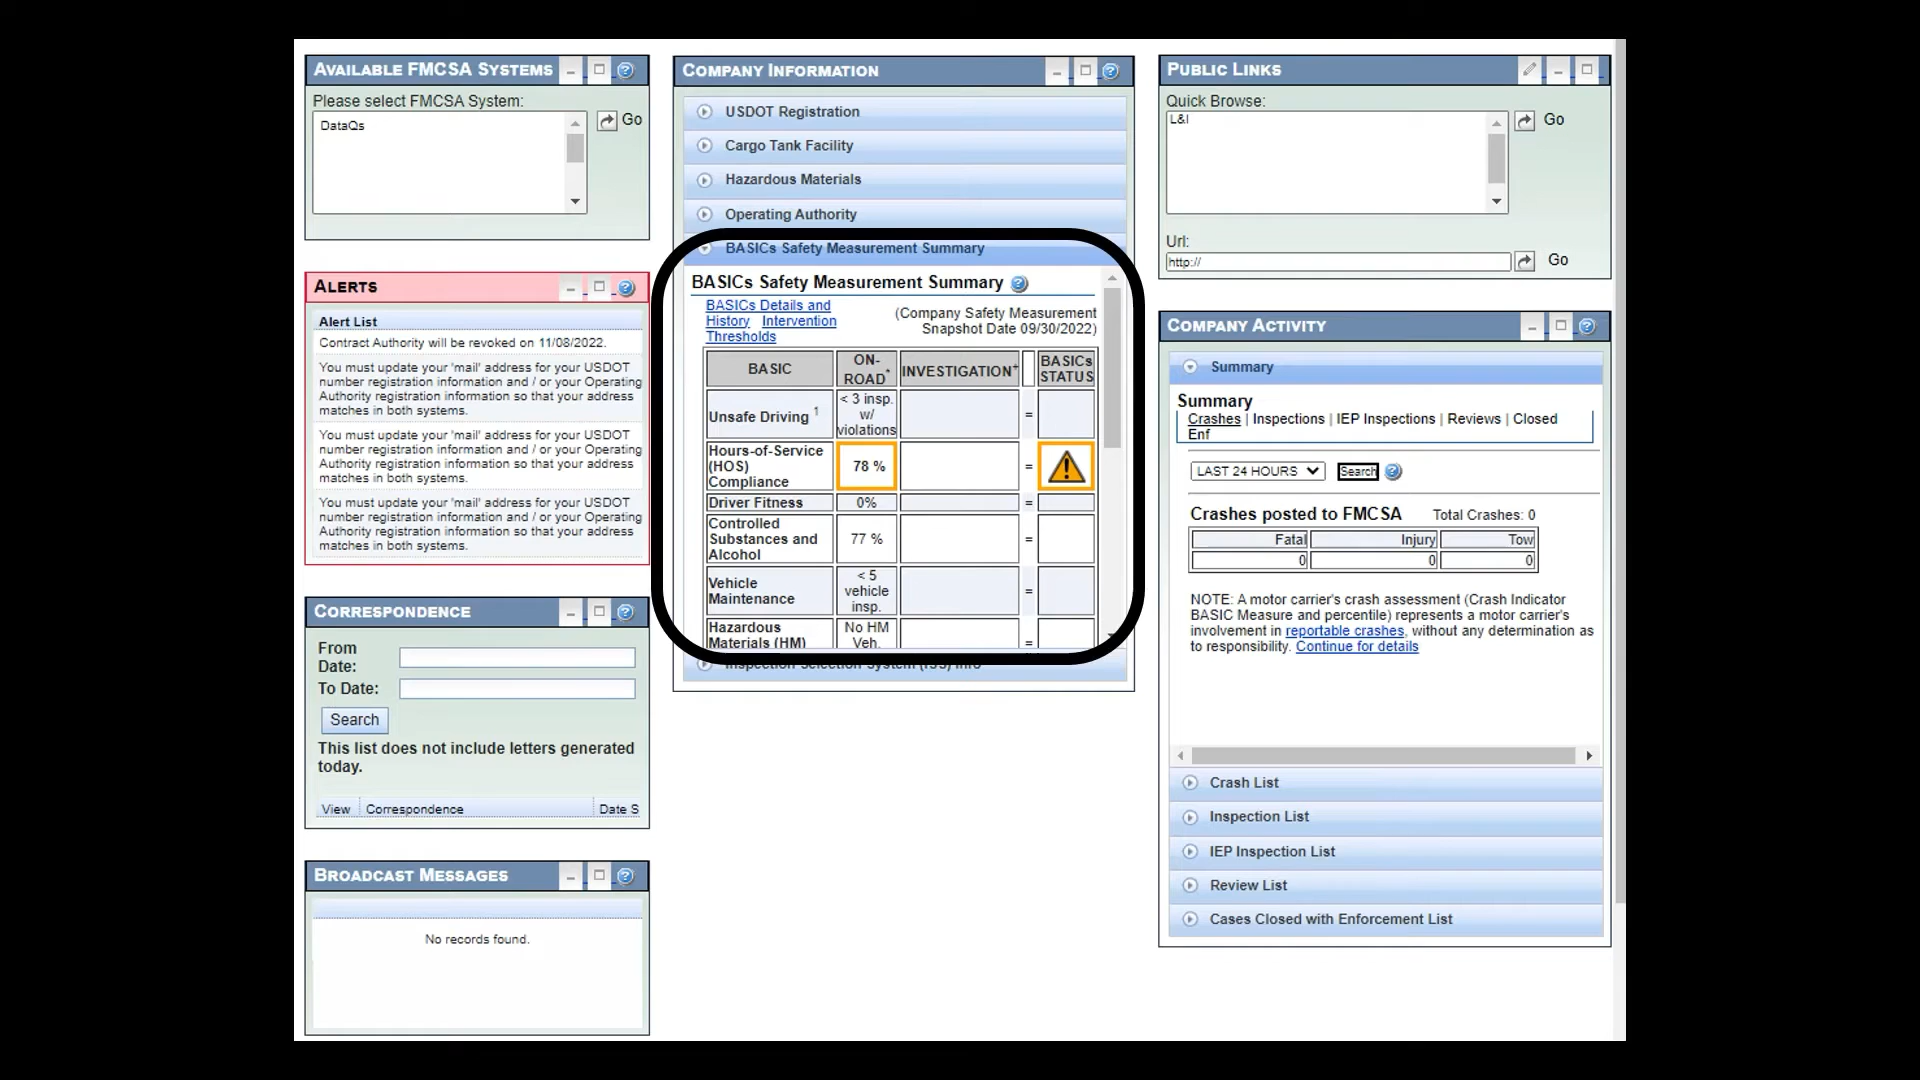 AVAILABLE FMCSA SYSTEMS
Please select FMCSA System:
DataQs
Go
ALERTS
Alert List
Contract Authority will be revoked on 11/08/2022.
You must update your 'mail' address for your USDOT
number registration information and / or your Operating
Authority registration information so that your address
matches in both systems.
You must update your 'mail' address for your USDOT
number registration information and / or your Operating
Authority registration information so that your address
matches in both systems.
You must update your 'mail' address for your USDOT
number registration information and / or your Operating
Authority registration information so that your address
matches in both systems.
CORRESPONDENCE
From
Date:
To Date:
Search
This list does not include letters generated
today.
View Correspondence Date S
BROADCAST MESSAGES
No records found.
COMPANY INFORMATION
USDOT Registration
Cargo Tank Facility
Hazardous Materials
Operating Authority
BASICs Safety Measurement Summary
BASICs Safety Measurement Summary
BASICs Details and
History Intervention
Thresholds
(Company Safety Measurement
Snapshot Date 09/30/2022)
BASIC
ON-
ROAD*
INVESTIGATION+
BASICs
STATUS
Unsafe Driving 1
< 3 insp.
w/
violations
=
Hours-of-Service
(HOS)
Compliance
78 %
=
Driver Fitness 0% =
Controlled
Substances and
Alcohol
77 %
=
Vehicle
Maintenance
< 5
vehicle
insp.
=
Hazardous
Materials (HM)
No HM
Veh.
=
Inspection Selection System (ISS) Info
PUBLIC LINKS
Quick Browse:
L&I
Go
Url:
http://
Go
COMPANY ACTIVITY
Summary
Summary
Crashes | Inspections | IEP Inspections | Reviews | Closed
Enf
LAST 24 HOURS Search
Crashes posted to FMCSA Total Crashes: 0
Fatal Injury Tow
0 0 0
NOTE: A motor carrier's crash assessment (Crash Indicator
BASIC Measure and percentile) represents a motor carrier's
involvement in reportable crashes, without any determination as
to responsibility. Continue for details
Crash List
Inspection List
IEP Inspection List
Review List
Cases Closed with Enforcement List